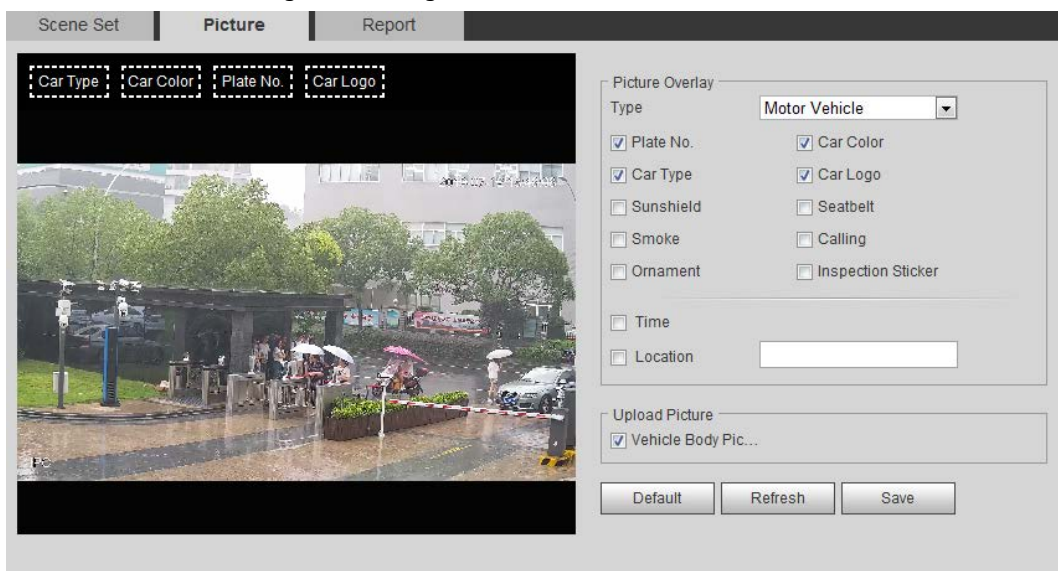 Scene Set Picture Report
Car Type Car Color Plate No. Car Logo
Picture Overlay
Type Motor Vehicle
Plate No. Car Color
Car Type Car Logo
Sunshield Seatbelt
Smoke Calling
Ornament Inspection Sticker
Time
Location
Upload Picture
Vehicle Body Pic...
Default Refresh Save